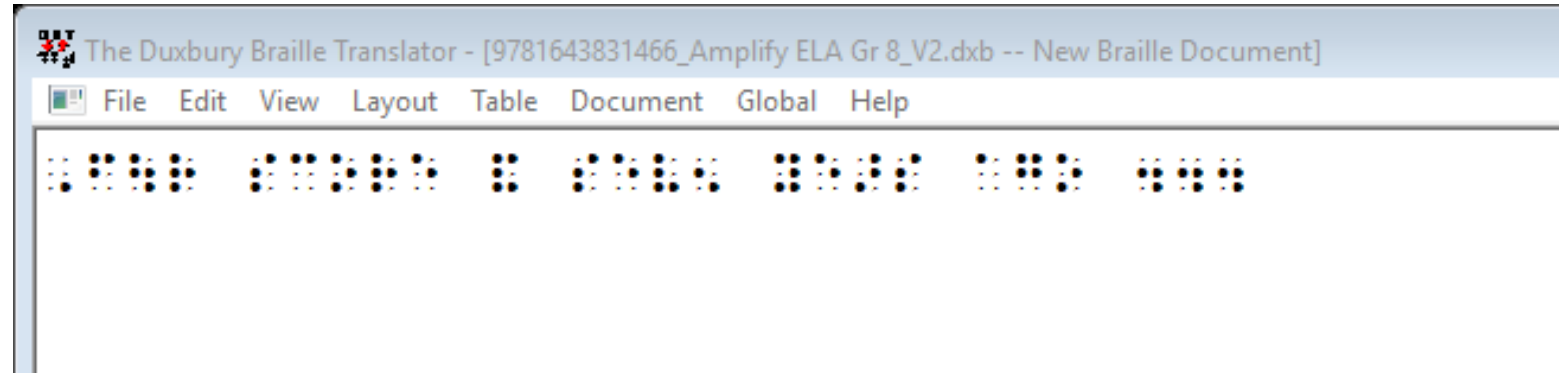 The Duxbury Braille Translator - [9781643831466_Amplify ELA Gr 8_V2.dxb -- New Braille Document]
File Edit View Layout Table Document Global Help
⠠⠋⠳⠗ ⠎⠉⠕⠗⠑ ⠯ ⠎⠑⠧⠢ ⠽⠑⠜⠎ ⠁⠛⠕ ⠲⠲⠲